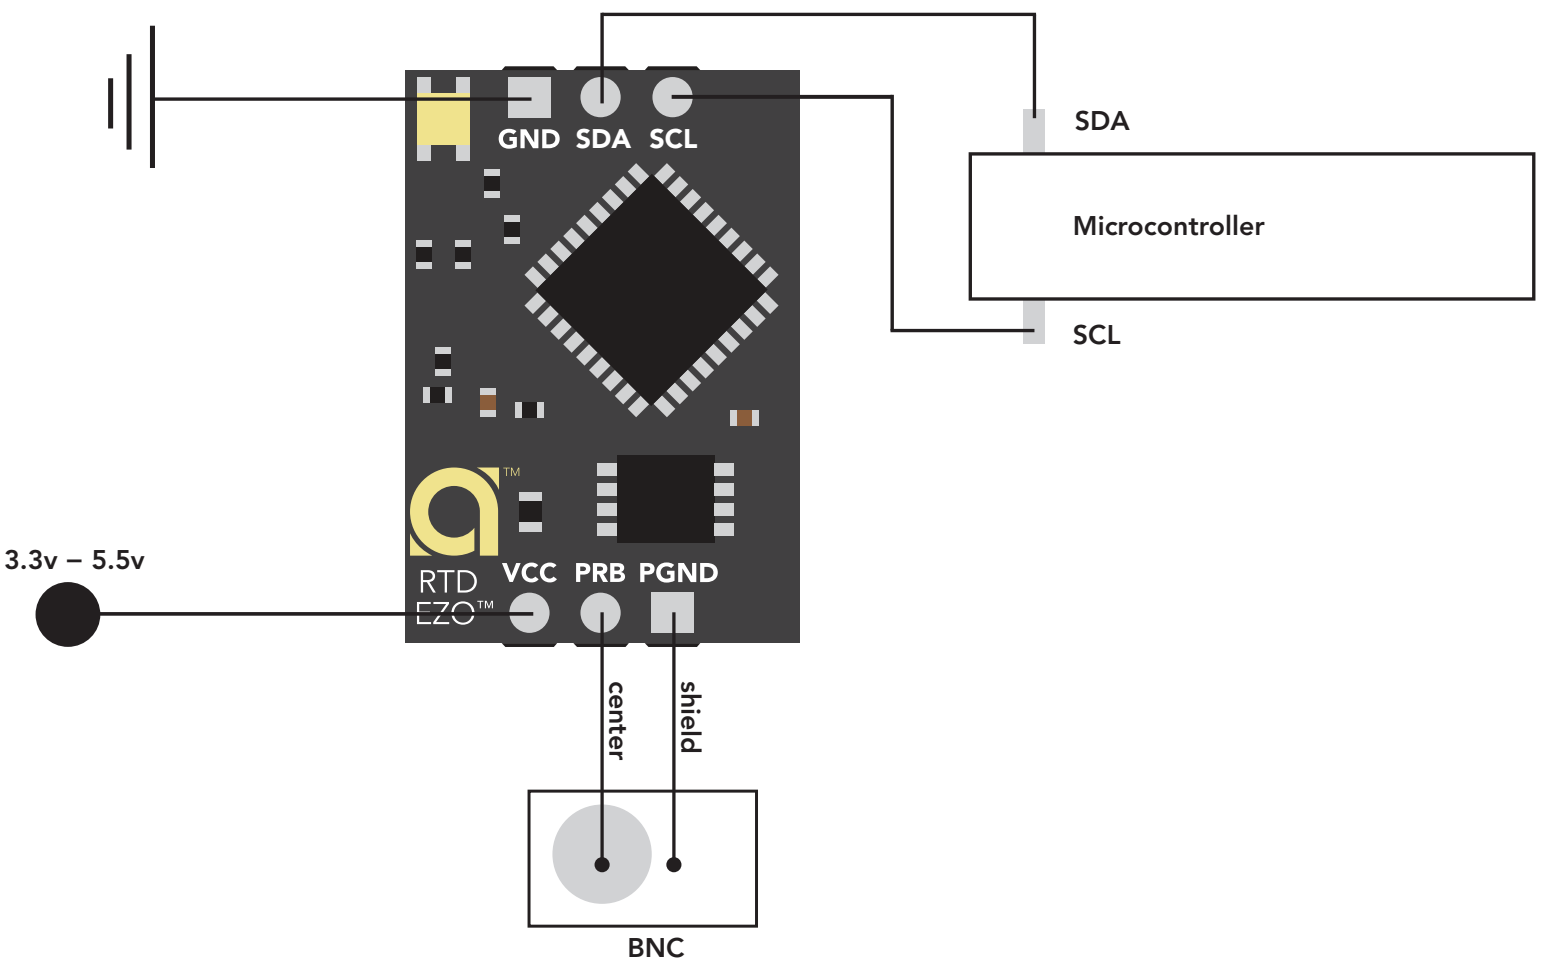 SDA
GND SDA SCL
Microcontroller
SCL
TM
3.3v – 5.5v
VCC PRB PGND
RTD
EZO™
center
shield
BNC